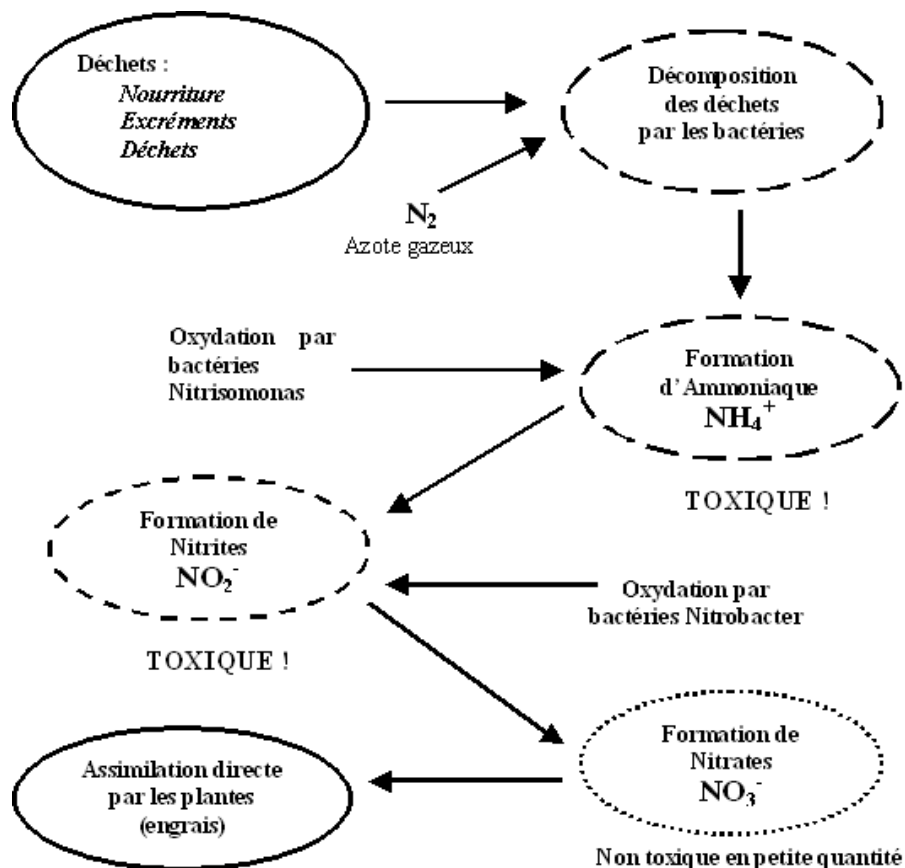 Déchets :
Nourriture
Excréments
Déchets
Décomposition
des déchets
par les bactéries
N₂
Azote gazeux
Oxydation par
bactéries
Nitrisomonas
Formation
d'Ammoniaque
NH₄⁺
TOXIQUE !
Formation de
Nitrites
NO₂⁻
TOXIQUE !
Oxydation par
bactéries Nitrobacter
Formation de
Nitrates
NO₃⁻
Non toxique en petite quantité
Assimilation directe
par les plantes
(engrais)